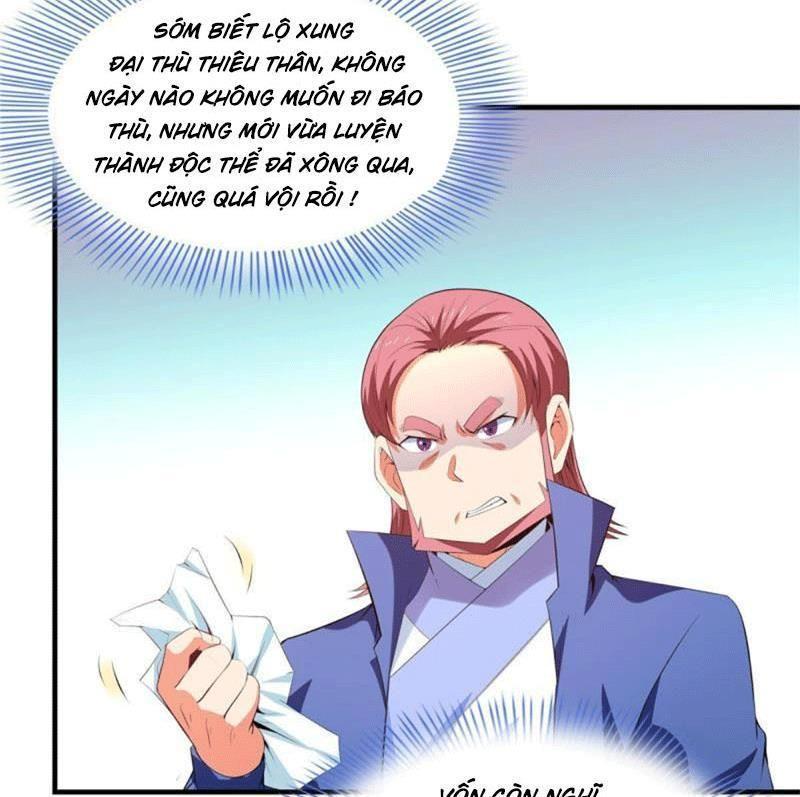 SỚM BIẾT LỘ XUNG
ĐẠI THÙ THIÊU THÂN, KHÔNG
NGÀY NÀO KHÔNG MUỐN ĐI BÁO
THÙ, NHƯNG MỚI VỪA LUYỆN
THÀNH ĐỘC THỂ ĐÃ XÔNG QUA,
CŨNG QUÁ VỘI RỒI !
VỐN CÒN NGHĨ